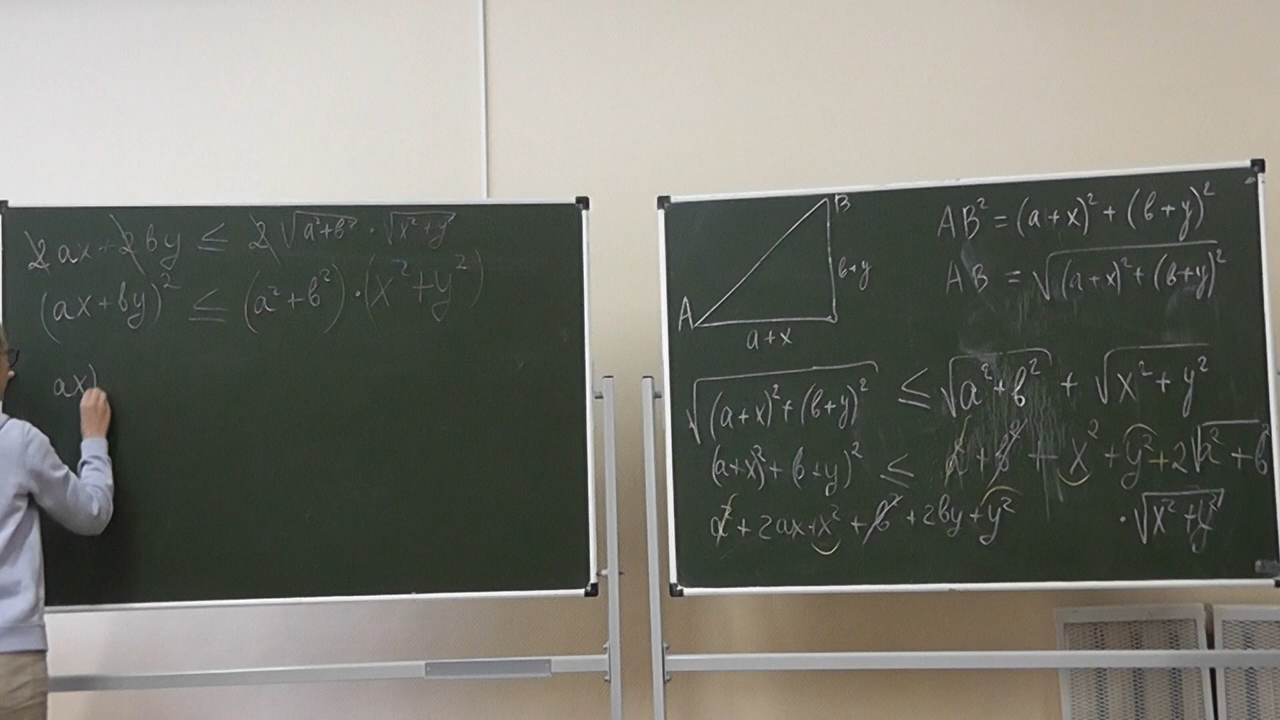 2ax + 2by ≤ 2√(a²+b²) · √(x²+y²)
(ax+by)² ≤ (a²+b²)·(x²+y²)
ax)
B
A
b+y
a+x
AB² = (a+x)² + (b+y)²
AB = √((a+x)² + (b+y)²)
√((a+x)² + (b+y)²) ≤ √(a²+b²) + √(x²+y²)
(a+x)² + (b+y)² ≤ a² + b² + x² + y² + 2√(a²+b²)
a² + 2ax + x² + b² + 2by + y² · √(x²+y²)